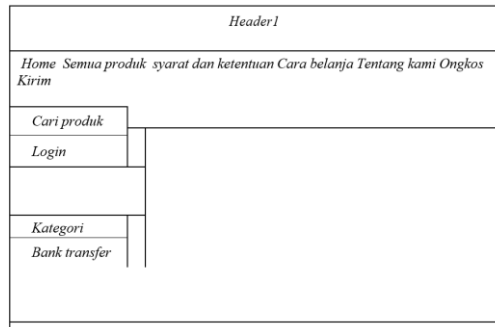 Header1
Home Semua produk syarat dan ketentuan Cara belanja Tentang kami Ongkos
Kirim
Cari produk
Login
Kategori
Bank transfer